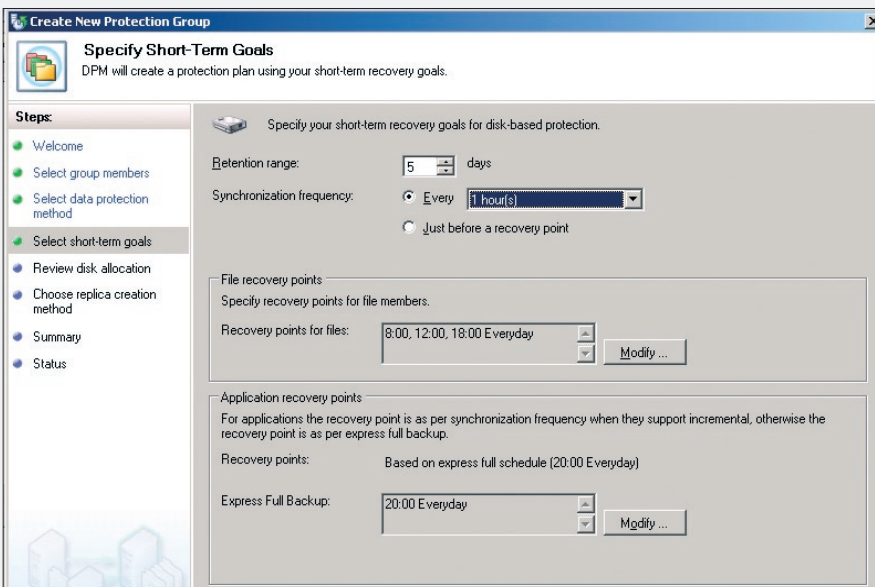 Create New Protection Group
Specify Short-Term Goals
DPM will create a protection plan using your short-term recovery goals.
Steps:
Welcome
Select group members
Select data protection
method
Select short-term goals
Review disk allocation
Choose replica creation
method
Summary
Status
Specify your short-term recovery goals for disk-based protection.
Retention range: 5 days
Synchronization frequency: Every 1 hour(s)
Just before a recovery point
File recovery points
Specify recovery points for file members.
Recovery points for files: 8:00, 12:00, 18:00 Everyday
Modify ...
Application recovery points
For applications the recovery point is as per synchronization frequency when they support incremental, otherwise the
recovery point is as per express full backup.
Recovery points: Based on express full schedule (20:00 Everyday)
Express Full Backup: 20:00 Everyday
Modify ...